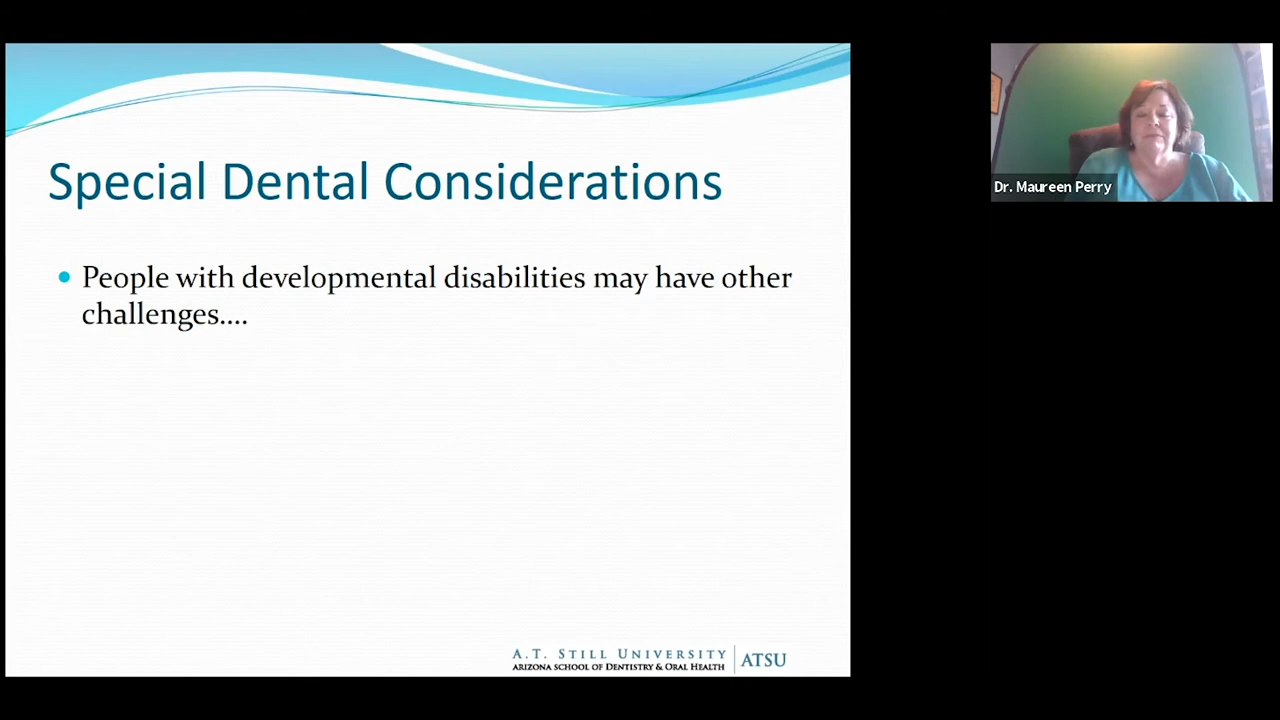 Special Dental Considerations
• People with developmental disabilities may have other
challenges....
A.T. STILL UNIVERSITY
ARIZONA SCHOOL OF DENTISTRY & ORAL HEALTH
ATSU
Dr. Maureen Perry